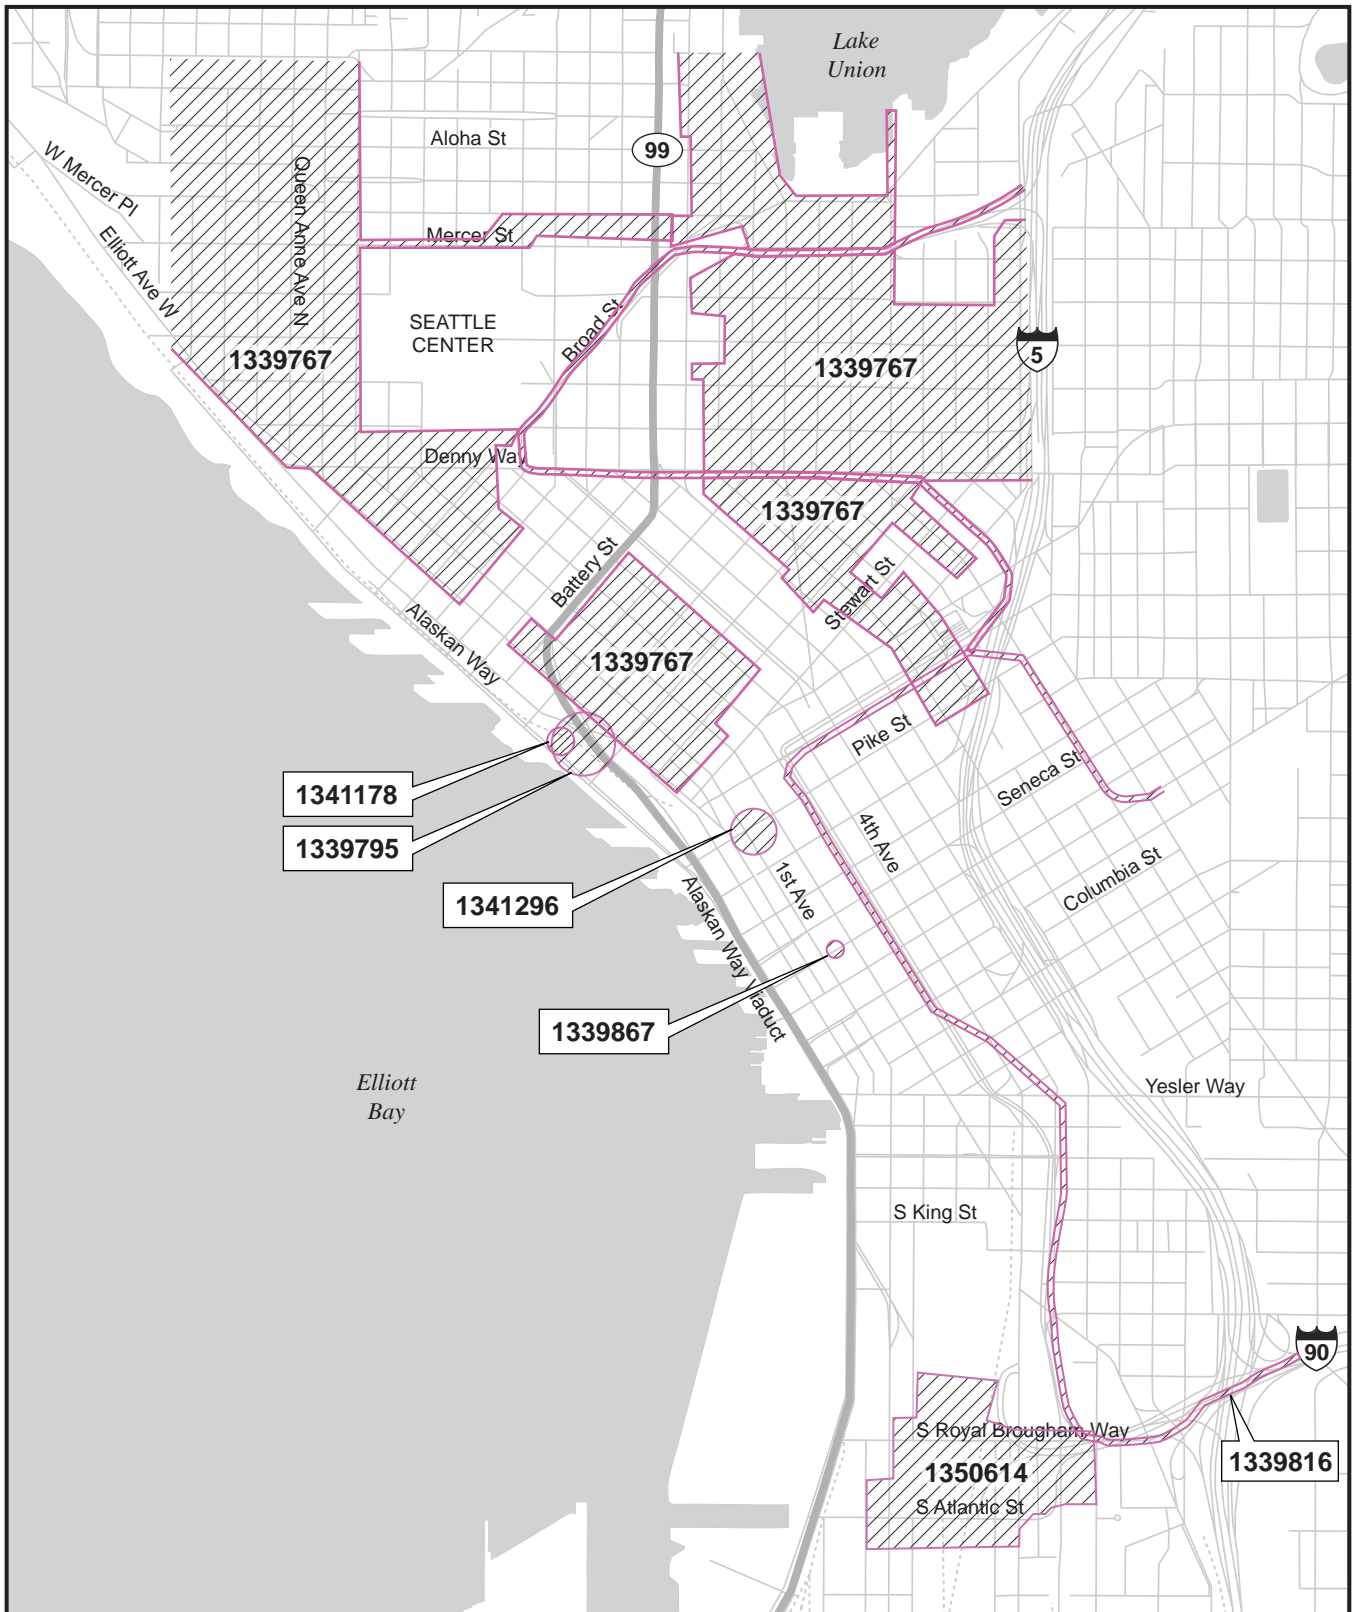 Lake
Union
Aloha St
99
W Mercer Pl
Queen Anne Ave N
Mercer St
Elliott Ave W
SEATTLE
CENTER
Broad St
5
1339767
1339767
Denny Way
1339767
Battery St
Stewart St
Alaskan Way
1339767
Pike St
Seneca St
1341178
1339795
4th Ave
1st Ave
Columbia St
1341296
Alaskan Way Viaduct
1339867
Elliott
Bay
Yesler Way
S King St
90
S Royal Brougham Way
1339816
1350614
S Atlantic St